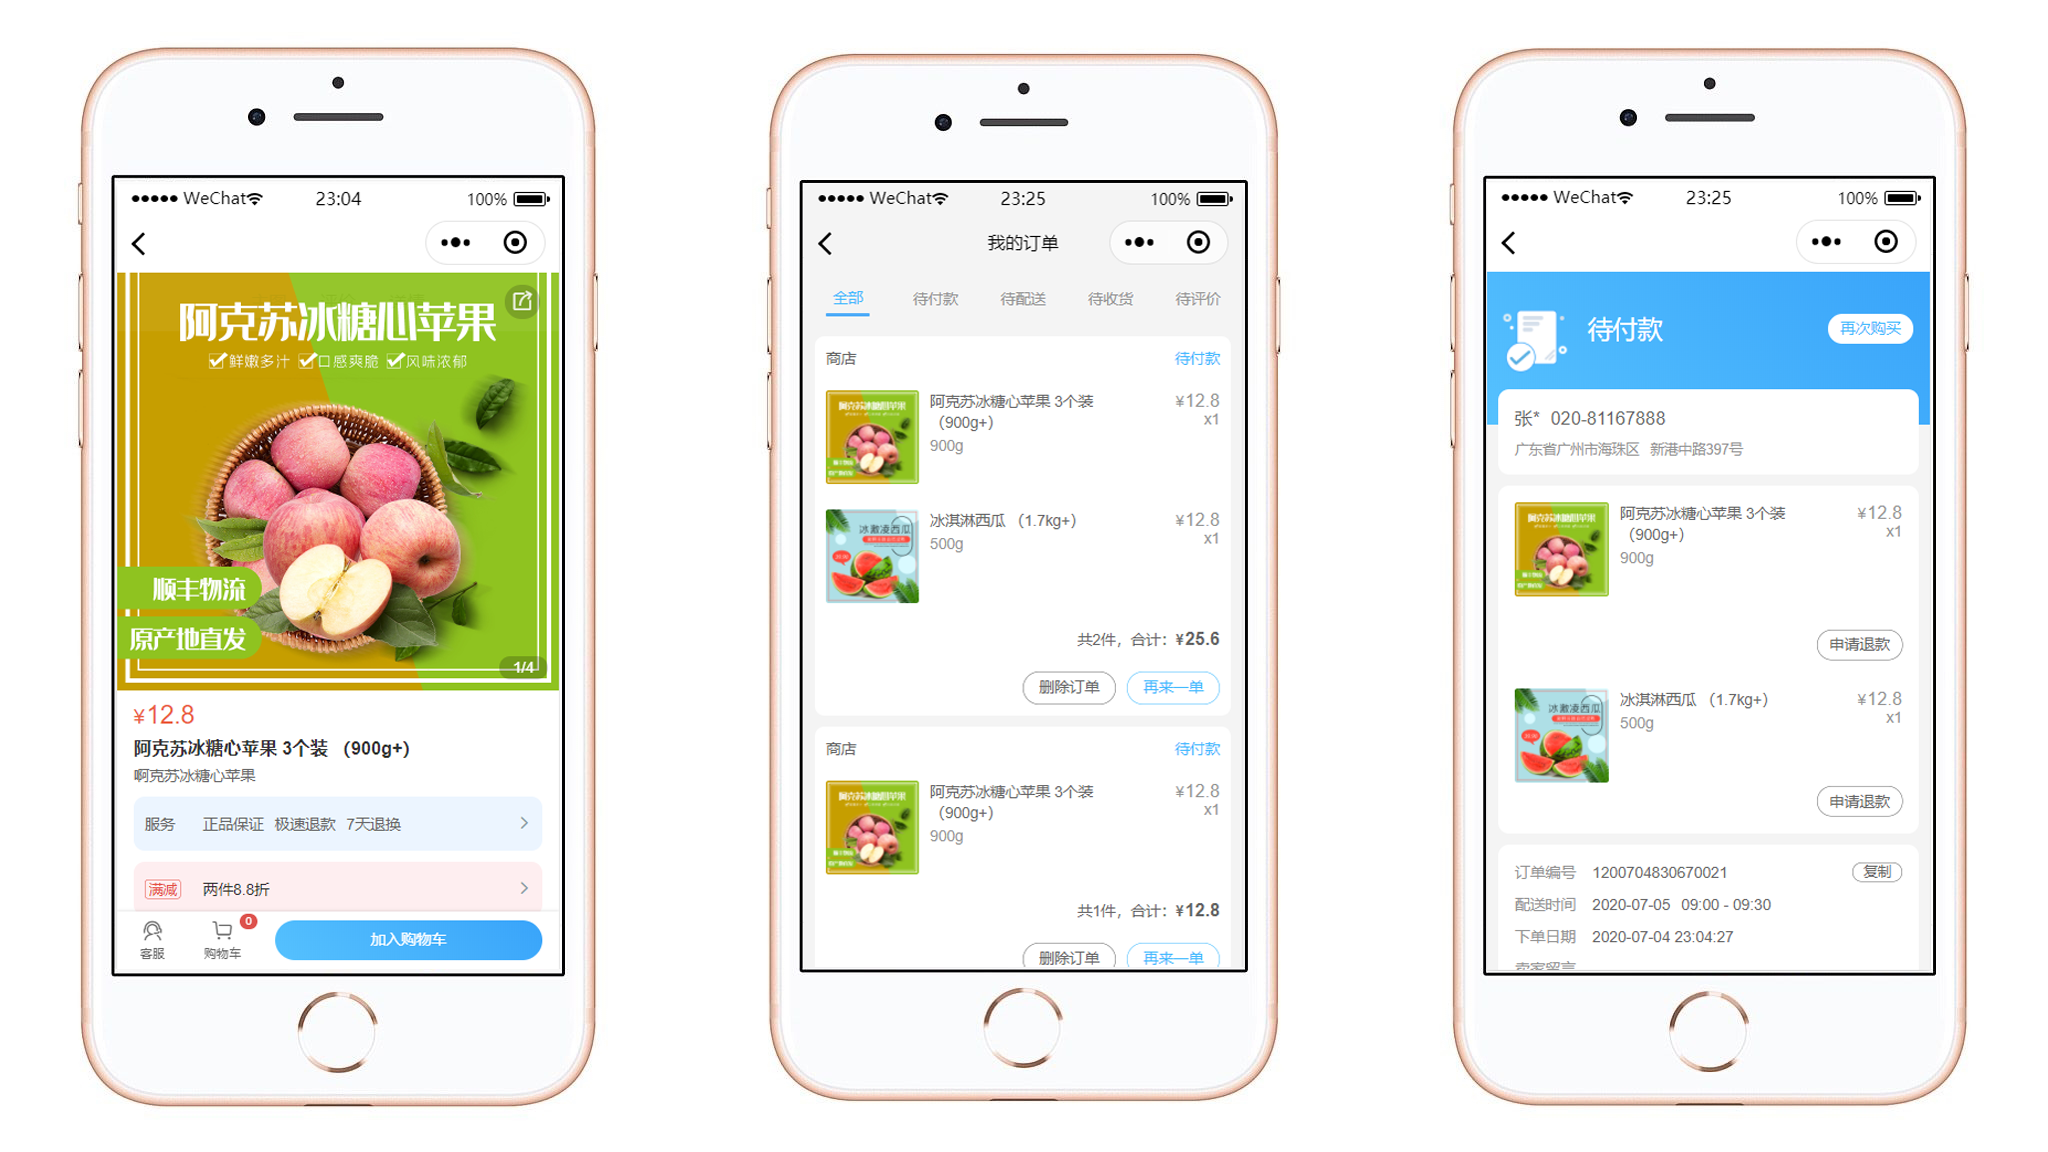 WeChat 23:04 100%
阿克苏冰糖心苹果
鲜嫩多汁 口感爽脆 风味浓郁
顺丰物流
原产地直发
1/4
¥12.8
阿克苏冰糖心苹果 3个装 （900g+）
啊克苏冰糖心苹果
服务 正品保证 极速退款 7天退换
满减 两件8.8折
0
客服 购物车 加入购物车
WeChat 23:25 100%
我的订单
全部 待付款 待配送 待收货 待评价
商店 待付款
阿克苏冰糖心苹果 3个装 ¥12.8
（900g+） x1
900g
冰淇淋西瓜 （1.7kg+） ¥12.8
500g x1
共2件，合计：¥25.6
删除订单 再来一单
商店 待付款
阿克苏冰糖心苹果 3个装 ¥12.8
（900g+） x1
900g
共1件，合计：¥12.8
删除订单 再来一单
WeChat 23:25 100%
待付款 再次购买
张* 020-81167888
广东省广州市海珠区 新港中路397号
阿克苏冰糖心苹果 3个装 ¥12.8
（900g+） x1
900g
申请退款
冰淇淋西瓜 （1.7kg+） ¥12.8
500g x1
申请退款
订单编号 1200704830670021 复制
配送时间 2020-07-05 09:00 - 09:30
下单日期 2020-07-04 23:04:27